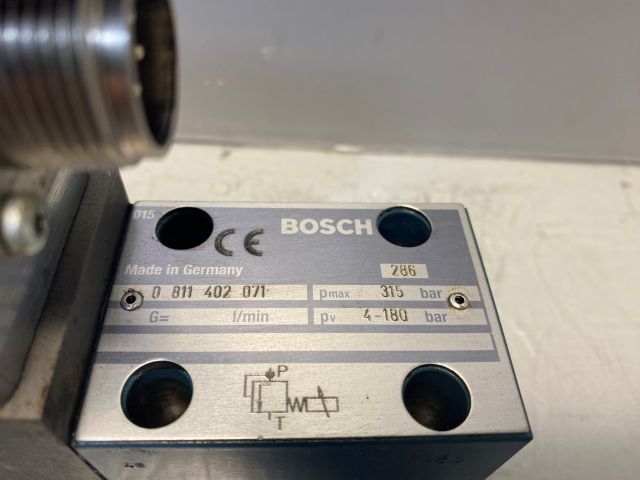 015
CE BOSCH
Made in Germany 286
0 811 402 071 pmax 315 bar
G= l/min pv 4-180 bar
P
T
48